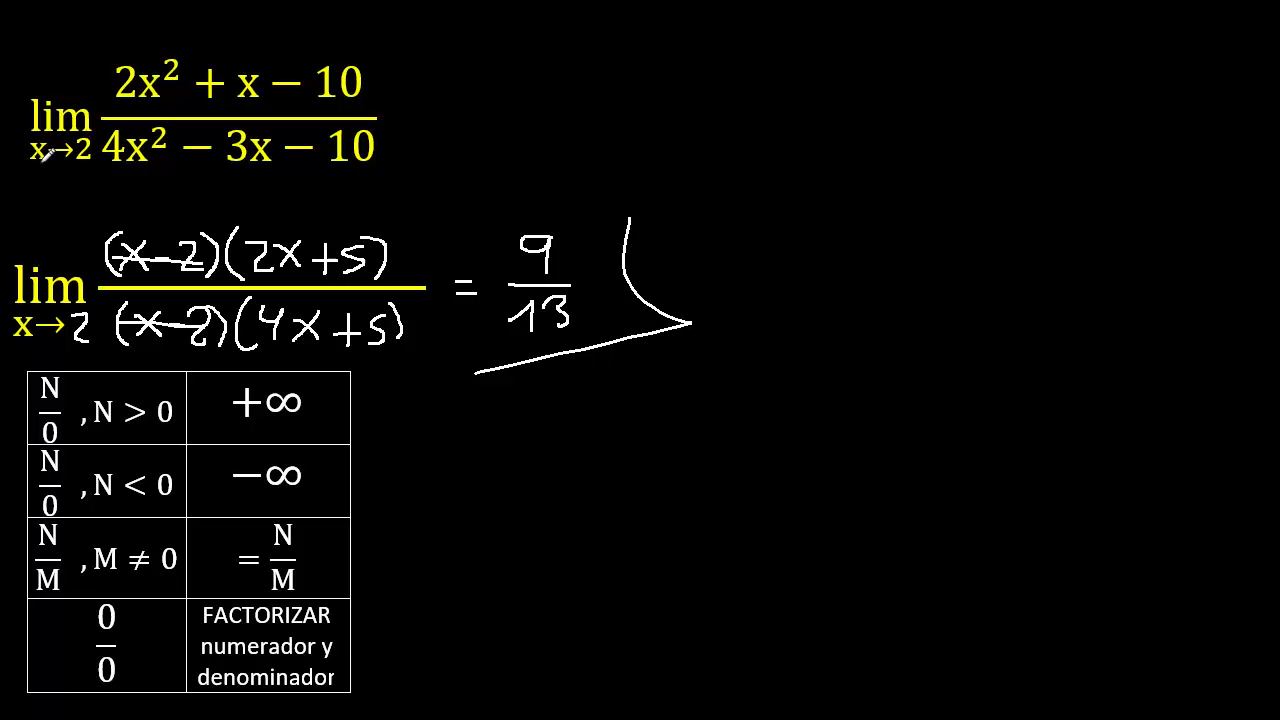 lim x→2 (2x² + x − 10)/(4x² − 3x − 10)
lim x→2 (x−2)(2x+5)/(x−2)(4x+5) = 9/13
N/0 , N > 0 +∞
N/0 , N < 0 −∞
N/M , M ≠ 0 = N/M
0/0 FACTORIZAR
numerador y
denominador